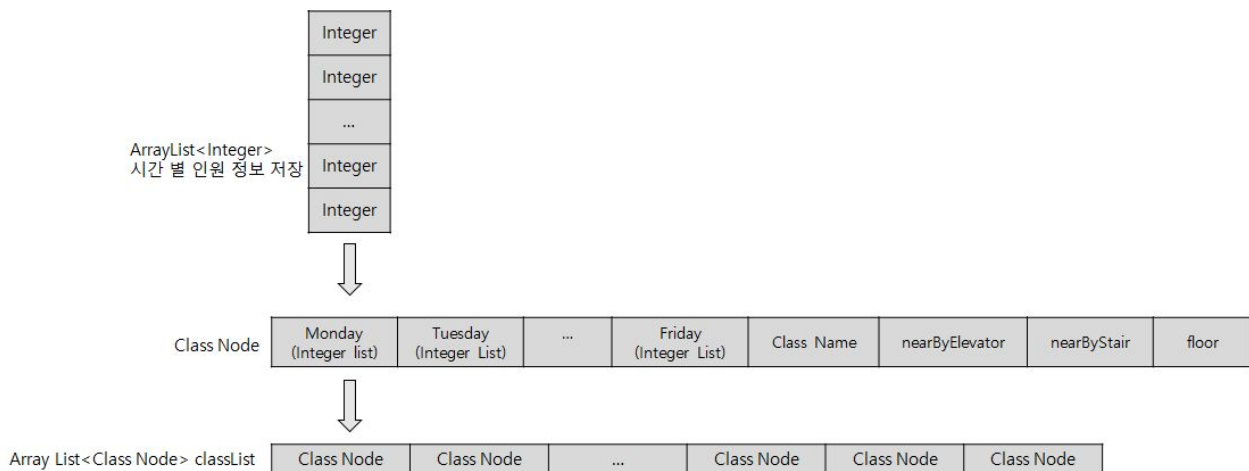 Integer
Integer
...
ArrayList<Integer>
시간 별 인원 정보 저장
Integer
Integer
Class Node
Monday
(Integer list)
Tuesday
(Integer List)
...
Friday
(Integer List)
Class Name
nearByElevator
nearByStair
floor
Array List<Class Node> classList
Class Node
Class Node
...
Class Node
Class Node
Class Node